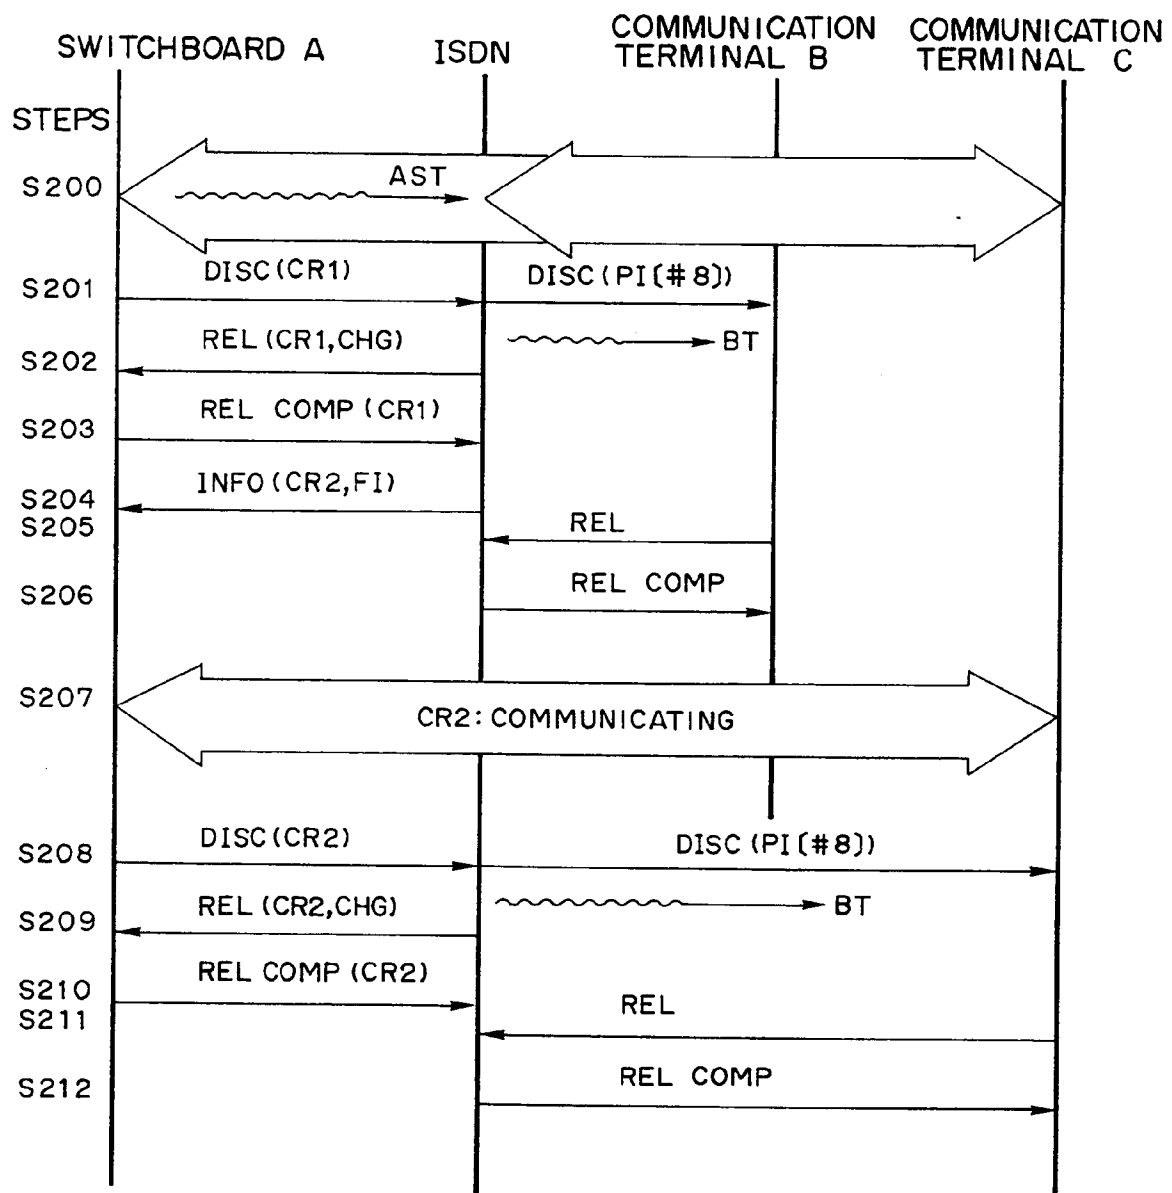 SWITCHBOARD A
ISDN
COMMUNICATION
TERMINAL B
COMMUNICATION
TERMINAL C
STEPS
S200
AST
S201
DISC(CR1)
DISC(PI[#8])
S202
REL(CR1,CHG)
BT
S203
REL COMP(CR1)
S204
INFO(CR2,FI)
S205
REL
S206
REL COMP
S207
CR2:COMMUNICATING
S208
DISC(CR2)
DISC(PI[#8])
S209
REL(CR2,CHG)
BT
S210
REL COMP(CR2)
S211
REL
S212
REL COMP